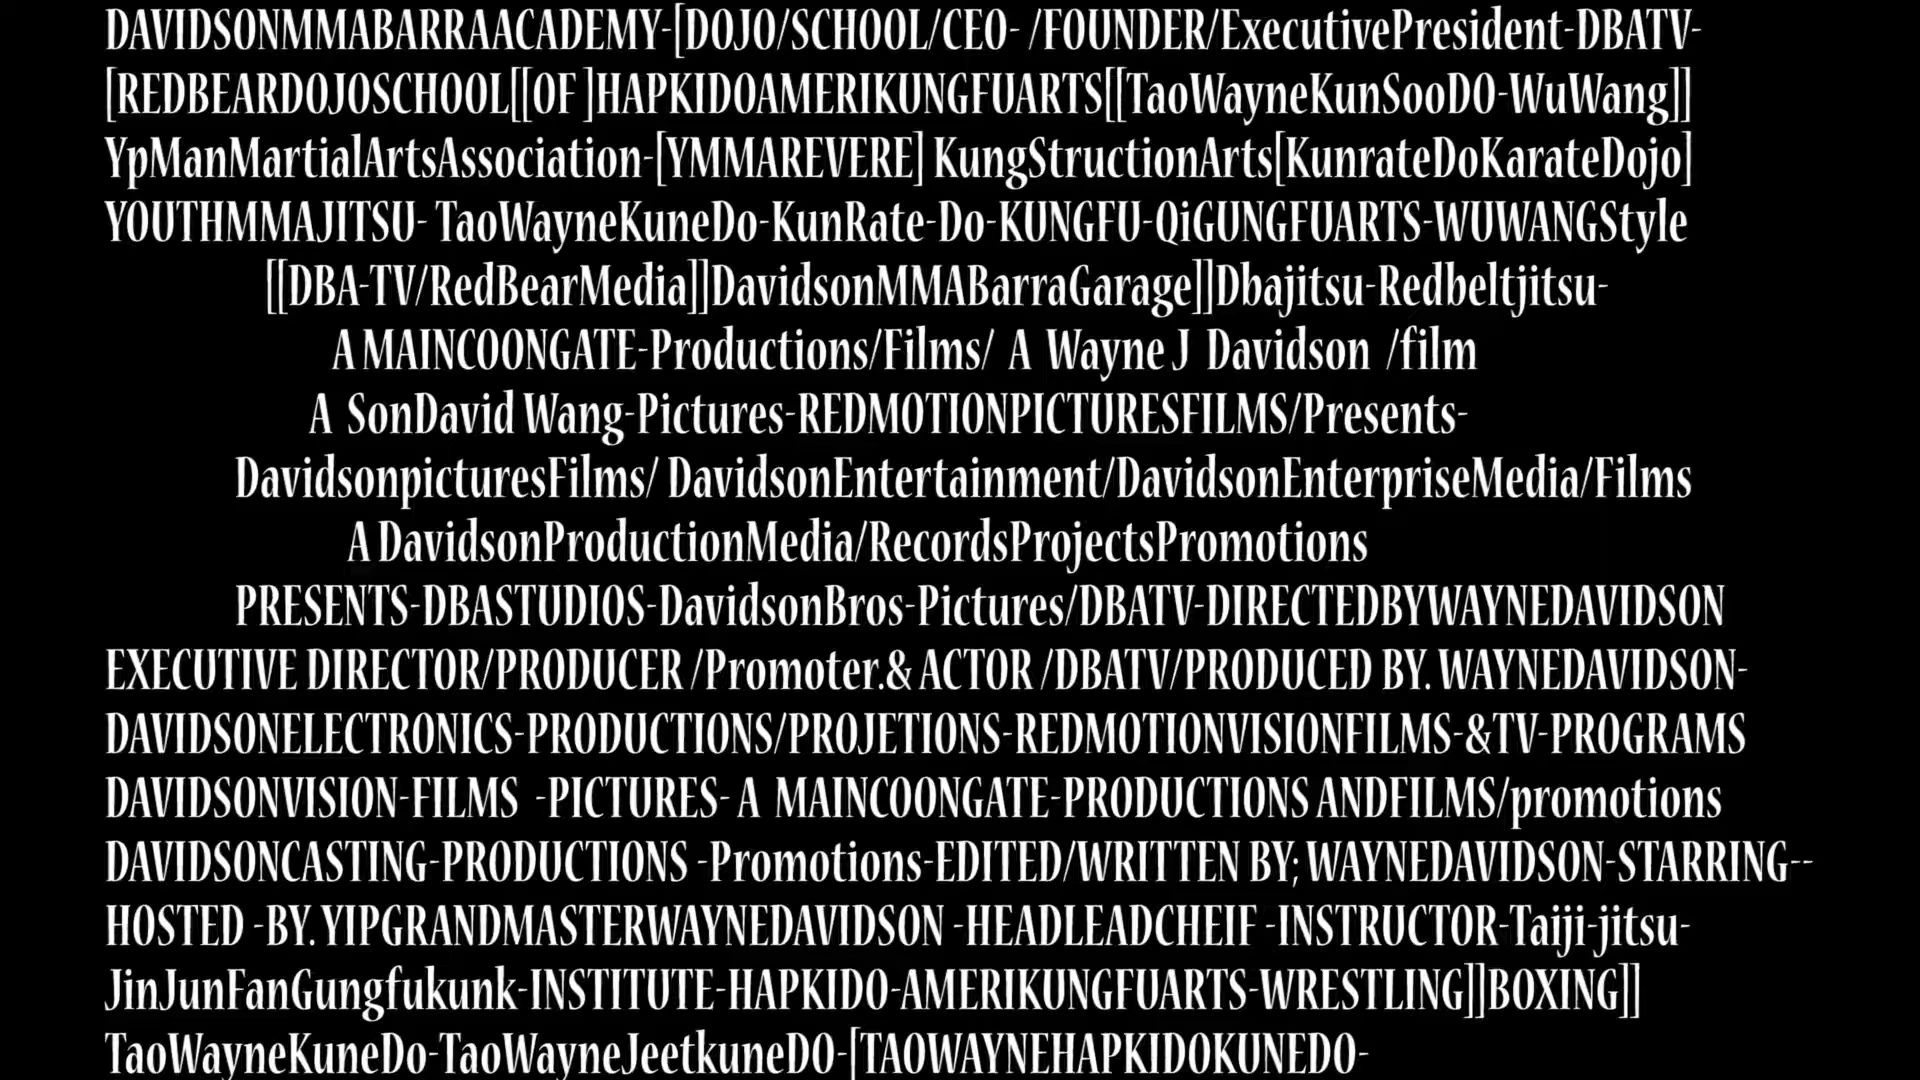 DAVIDSONMMABARRAACADEMY-[DOJO/SCHOOL/CEO- /FOUNDER/ExecutivePresident-DBATV-
[REDBEARDOJOSCHOOL[[OF ]HAPKIDOAMERIKUNGFUARTS[[TaoWayneKunSooDO-WuWang]]
YpManMartialArtsAssociation-[YMMAREVERE] KungStructionArts[KunrateDoKarateDojo]
YOUTHMMAJITSU- TaoWayneKuneDo-KunRate-Do-KUNGFU-QiGUNGFUARTS-WUWANGStyle
[[DBA-TV/RedBearMedia]]DavidsonMMABarraGarage]]Dbajitsu-Redbeltjitsu-
A MAINCOONGATE-Productions/Films/ A Wayne J Davidson /film
A SonDavid Wang-Pictures-REDMOTIONPICTURESFILMS/Presents-
DavidsonpicturesFilms/ DavidsonEntertainment/DavidsonEnterpriseMedia/Films
A DavidsonProductionMedia/RecordsProjectsPromotions
PRESENTS-DBASTUDIOS-DavidsonBros-Pictures/DBATV-DIRECTEDBYWAYNEDAVIDSON
EXECUTIVE DIRECTOR/PRODUCER /Promoter.& ACTOR /DBATV/PRODUCED BY. WAYNEDAVIDSON-
DAVIDSONELECTRONICS-PRODUCTIONS/PROJETIONS-REDMOTIONVISIONFILMS-&TV-PROGRAMS
DAVIDSONVISION-FILMS -PICTURES- A MAINCOONGATE-PRODUCTIONS ANDFILMS/promotions
DAVIDSONCASTING-PRODUCTIONS -Promotions-EDITED/WRITTEN BY; WAYNEDAVIDSON-STARRING--
HOSTED -BY. YIPGRANDMASTERWAYNEDAVIDSON -HEADLEADCHEIF -INSTRUCTOR-Taiji-jitsu-
JinJunFanGungfukunk-INSTITUTE-HAPKIDO-AMERIKUNGFUARTS-WRESTLING]]BOXING]]
TaoWayneKuneDo-TaoWayneJeetkuneDO-[TAOWAYNEHAPKIDOKUNEDO-